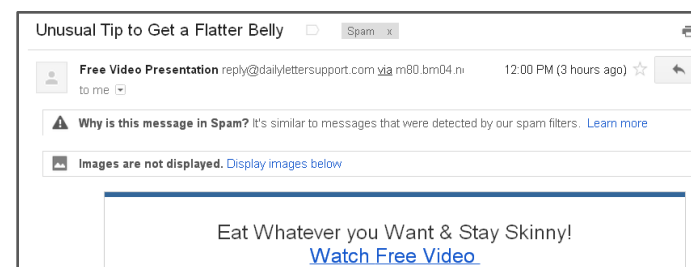 Unusual Tip to Get a Flatter Belly Spam x
Free Video Presentation reply@dailylettersupport.com via m80.bm04.n 12:00 PM (3 hours ago)
to me
Why is this message in Spam? It's similar to messages that were detected by our spam filters. Learn more
Images are not displayed. Display images below
Eat Whatever you Want & Stay Skinny!
Watch Free Video